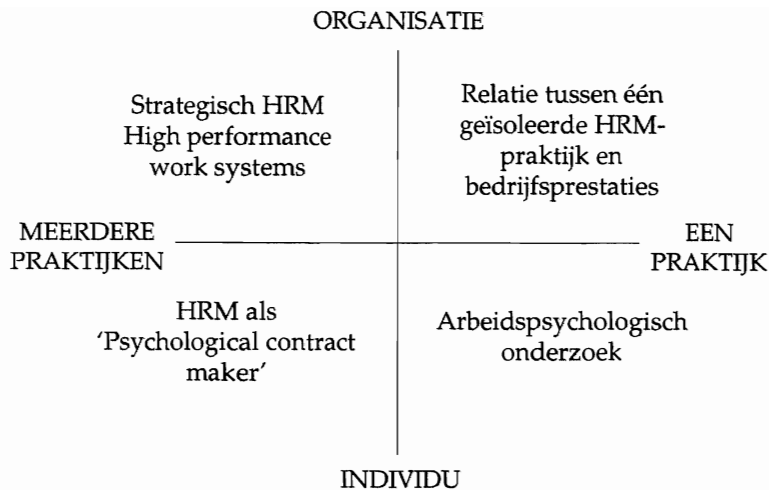 ORGANISATIE
Strategisch HRM
High performance
work systems
Relatie tussen één
geïsoleerde HRM-
praktijk en
bedrijfsprestaties
MEERDERE
PRAKTIJKEN
EEN
PRAKTIJK
HRM als
'Psychological contract
maker'
Arbeidspsychologisch
onderzoek
INDIVIDU